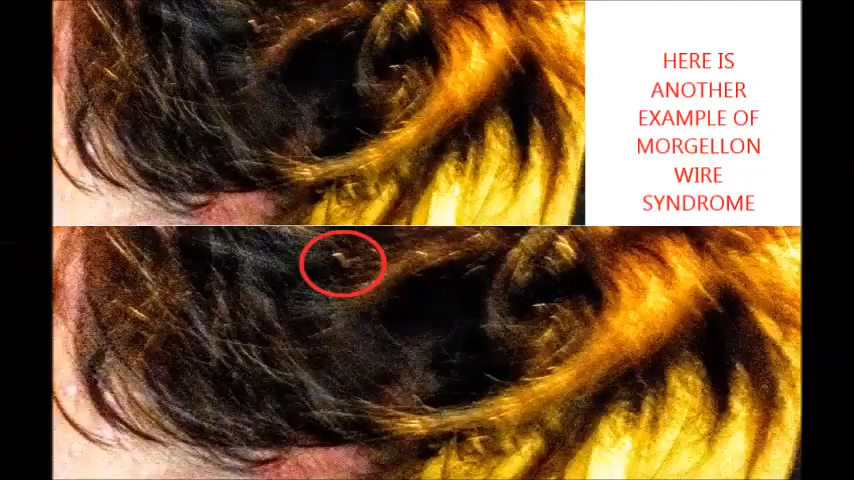 HERE IS
ANOTHER
EXAMPLE OF
MORGELLON
WIRE
SYNDROME